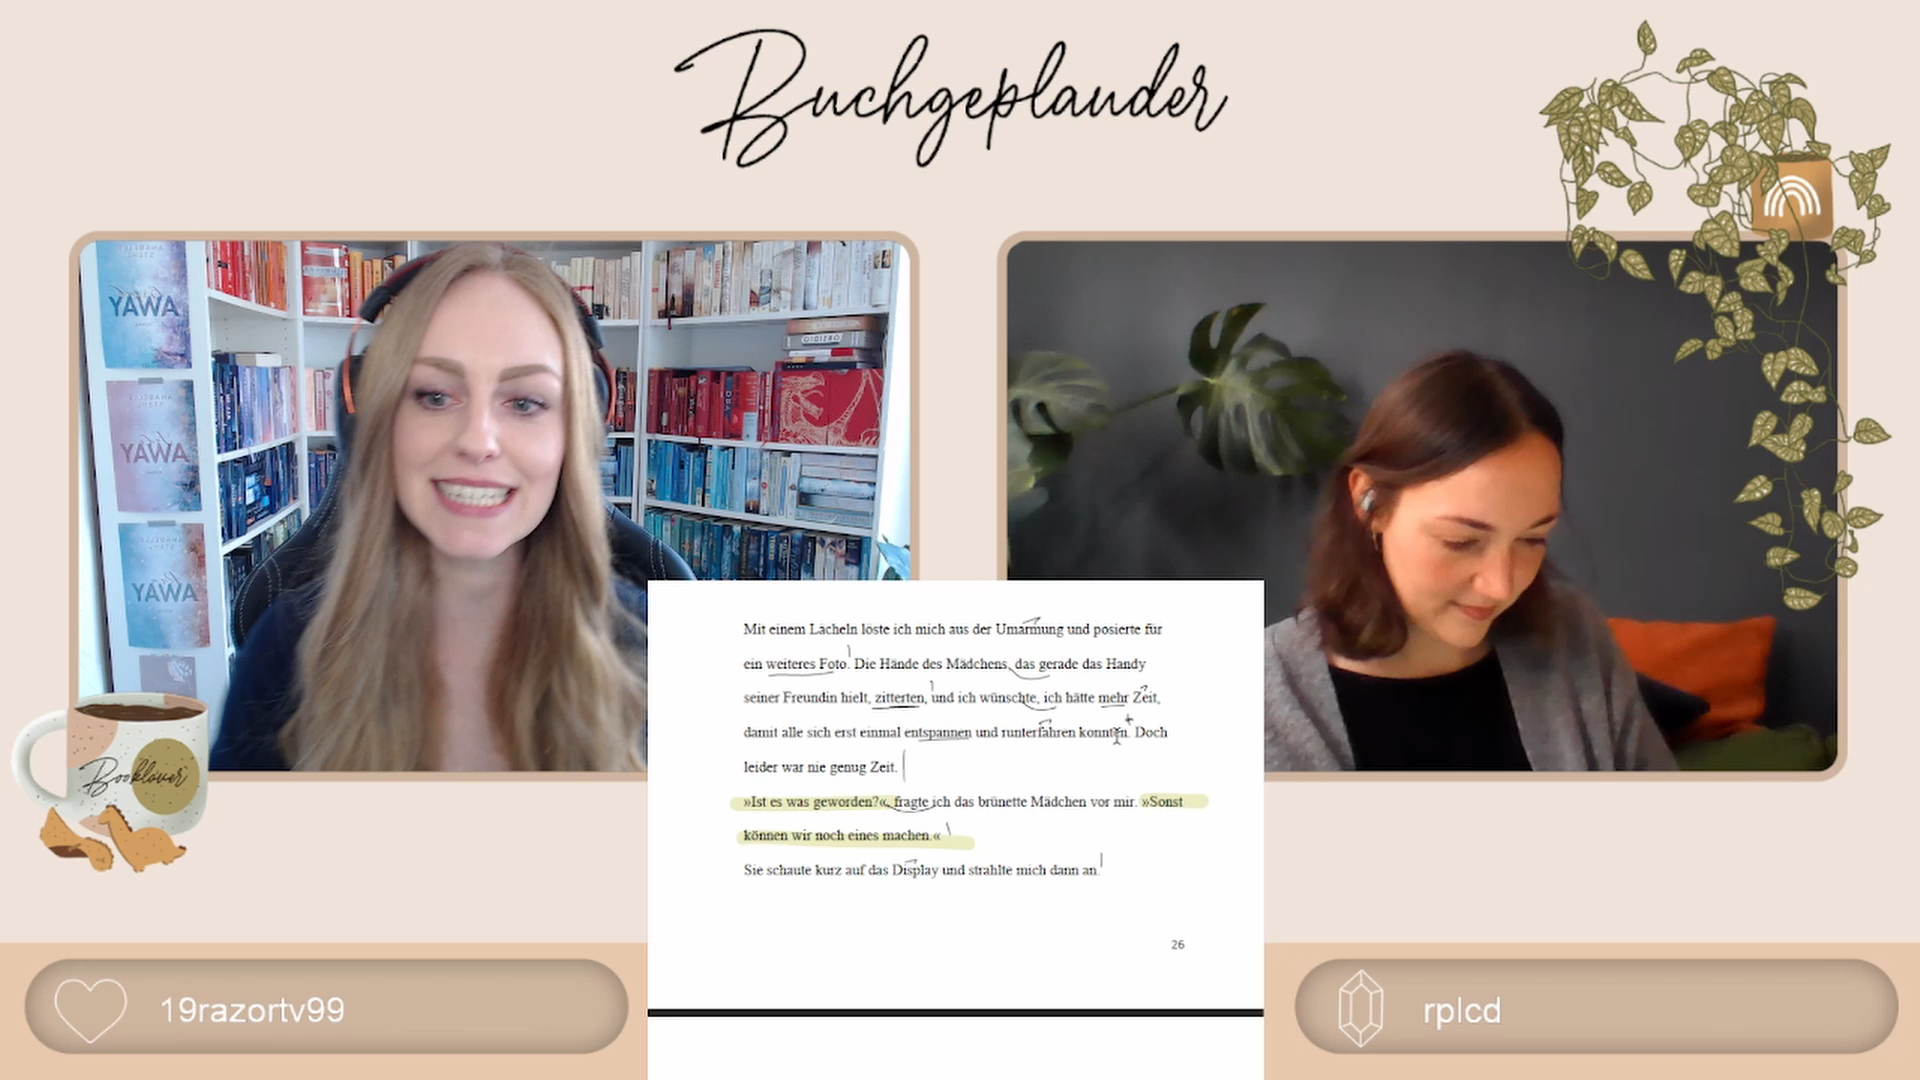 Buchgeplauder
YAWA
YAWA
YAWA
Booklover
Mit einem Lächeln löste ich mich aus der Umarmung und posierte für
ein weiteres Foto. Die Hände des Mädchens, das gerade das Handy
seiner Freundin hielt, zitterten, und ich wünschte, ich hätte mehr Zeit,
damit alle sich erst einmal entspannen und runterfahren konnten. Doch
leider war nie genug Zeit.
»Ist es was geworden?«, fragte ich das brünette Mädchen vor mir. »Sonst
können wir noch eines machen.«
Sie schaute kurz auf das Display und strahlte mich dann an.
26
19razortv99
rplcd